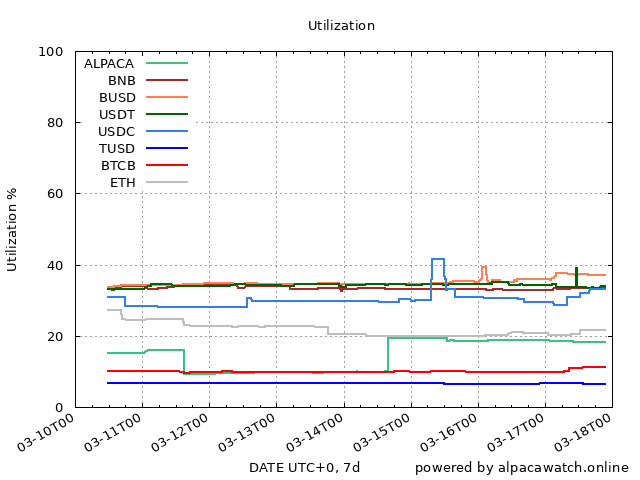 Utilization
100
80
60
40
20
0
Utilization %
ALPACA
BNB
BUSD
USDT
USDC
TUSD
BTCB
ETH
03-10T00
03-11T00
03-12T00
03-13T00
03-14T00
03-15T00
03-16T00
03-17T00
03-18T00
DATE UTC+0, 7d
powered by alpacawatch.online